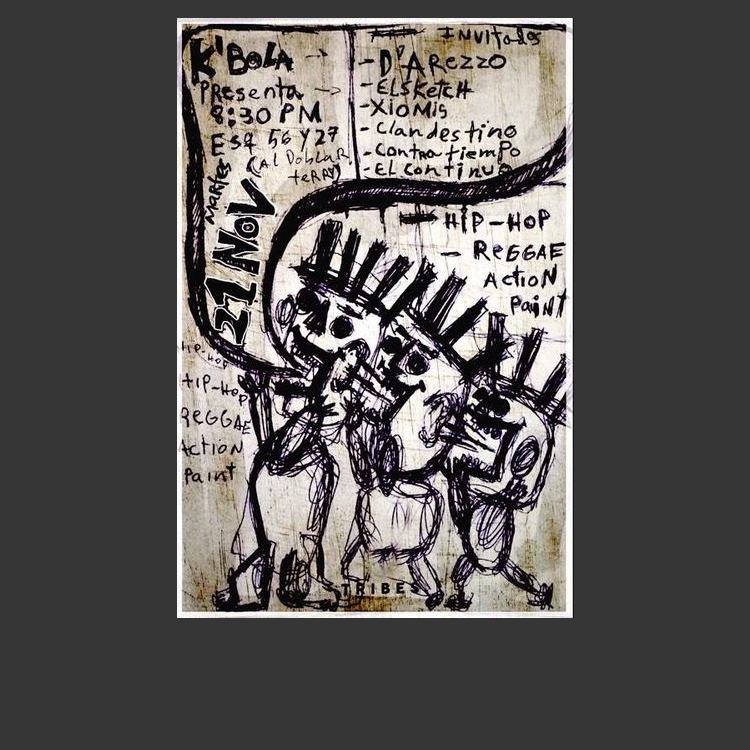 K'BOLA
Presenta
8:30 PM
ESQ 56 Y 27
(AL DoblaR
teRRA)
Martes
21 NOV
Invitados
- D'AREZZO
- ELSKETCH
- XIOMIS
- Clandestino
- Contratiempo
- EL Continuo
- HIP-HOP
- REGGAE
ACTION
PaiNT
HIP-HOP
HIP-HOP
REGGAE
ACTION
Paint
TRIBES